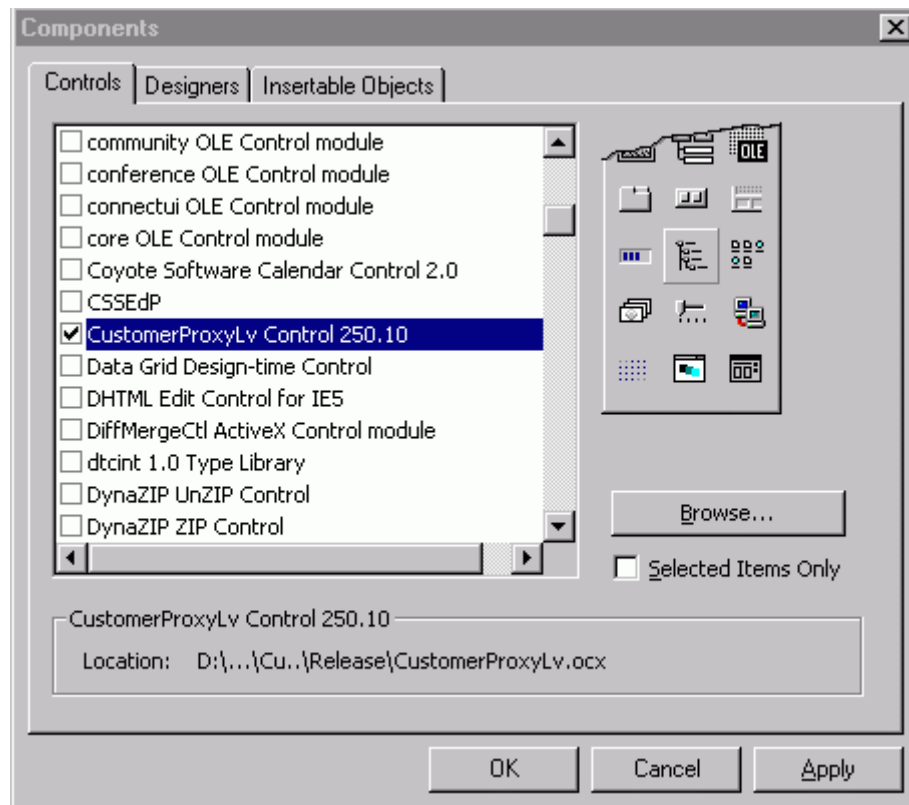 Components
Controls
Designers
Insertable Objects
community OLE Control module
conference OLE Control module
connectui OLE Control module
core OLE Control module
Coyote Software Calendar Control 2.0
CSSEdP
CustomerProxyLv Control 250.10
Data Grid Design-time Control
DHTML Edit Control for IE5
DiffMergeCtl ActiveX Control module
dtcint 1.0 Type Library
DynaZIP UnZIP Control
DynaZIP ZIP Control
OLE
Browse...
Selected Items Only
CustomerProxyLv Control 250.10
Location: D:\...\Cu..\Release\CustomerProxyLv.ocx
OK
Cancel
Apply